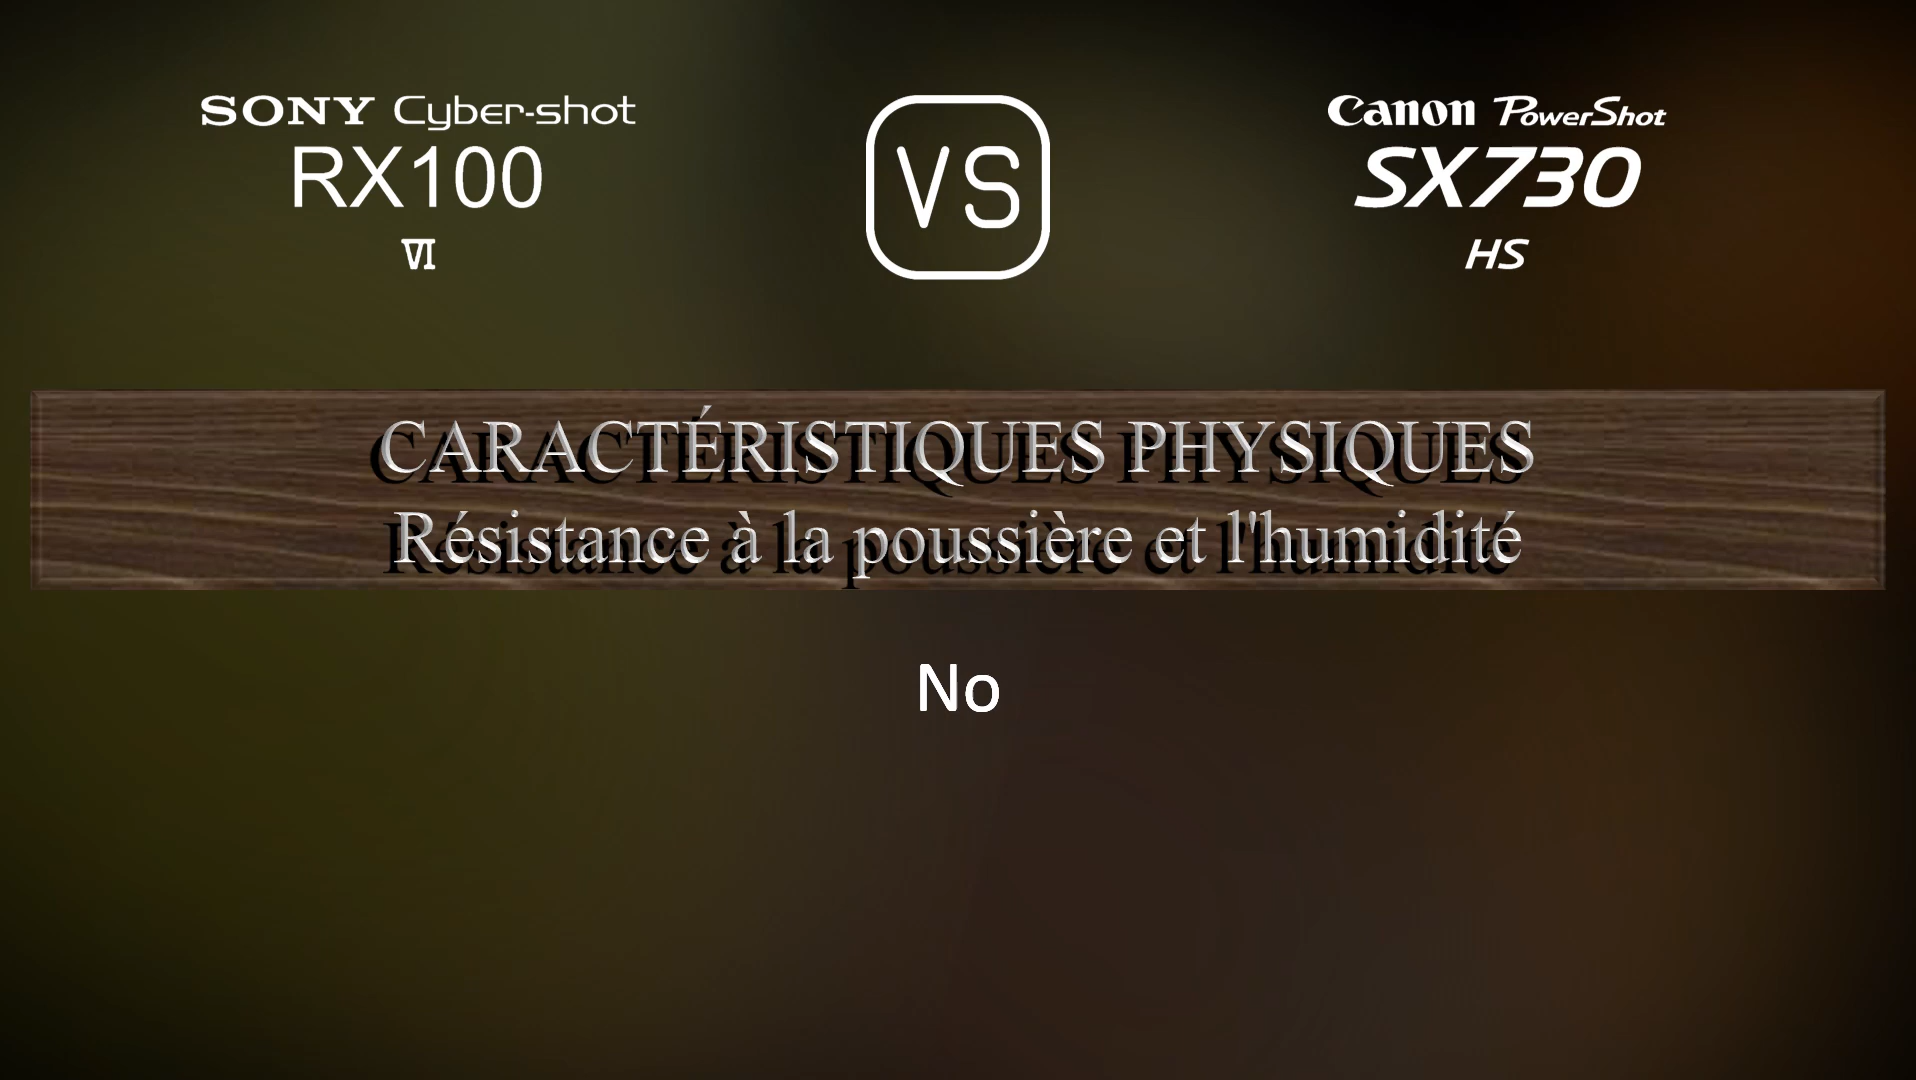 SONY Cyber-shot
RX100
VI
VS
Canon PowerShot
SX730
HS
CARACTÉRISTIQUES PHYSIQUES
Résistance à la poussière et l'humidité
No